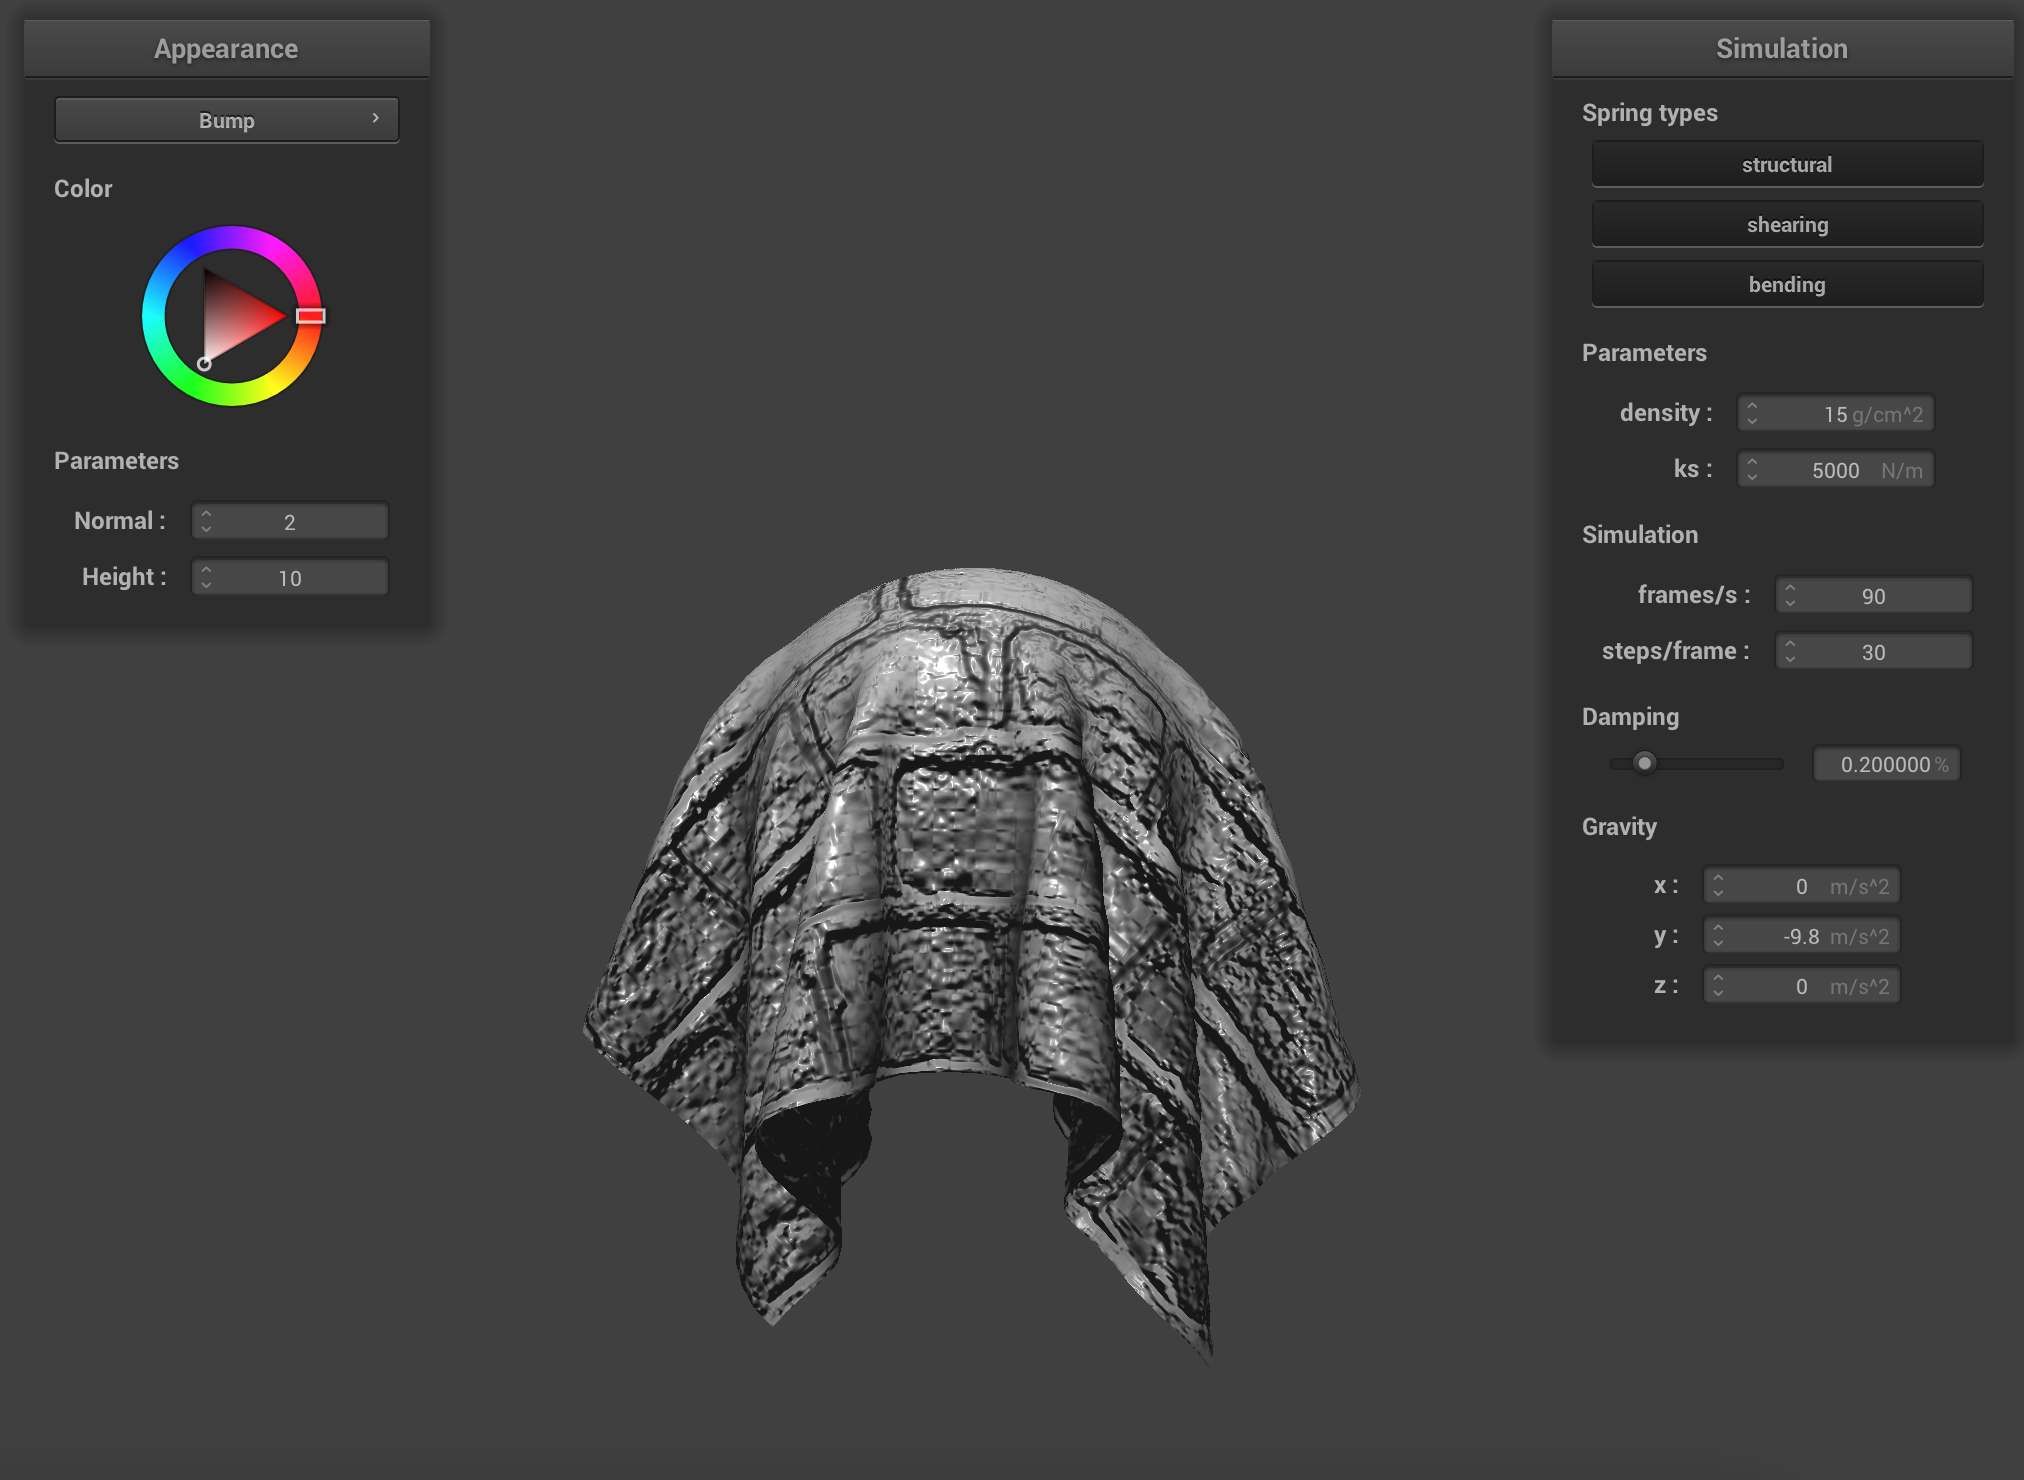 Appearance
Bump
Color
Parameters
Normal : 2
Height : 10
Simulation
Spring types
structural
shearing
bending
Parameters
density : 15 g/cm^2
ks : 5000 N/m
Simulation
frames/s : 90
steps/frame : 30
Damping
0.200000 %
Gravity
x : 0 m/s^2
y : -9.8 m/s^2
z : 0 m/s^2